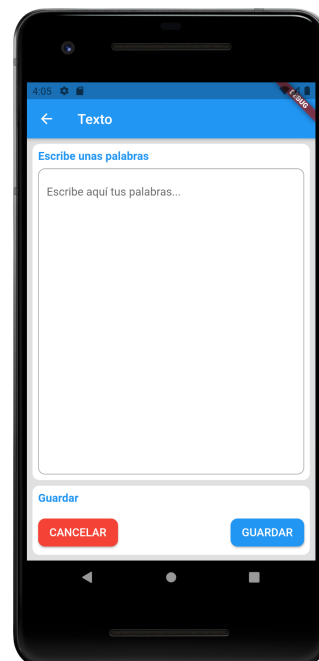 4:05
DEBUG
Texto
Escribe unas palabras
Escribe aquí tus palabras...
Guardar
CANCELAR
GUARDAR